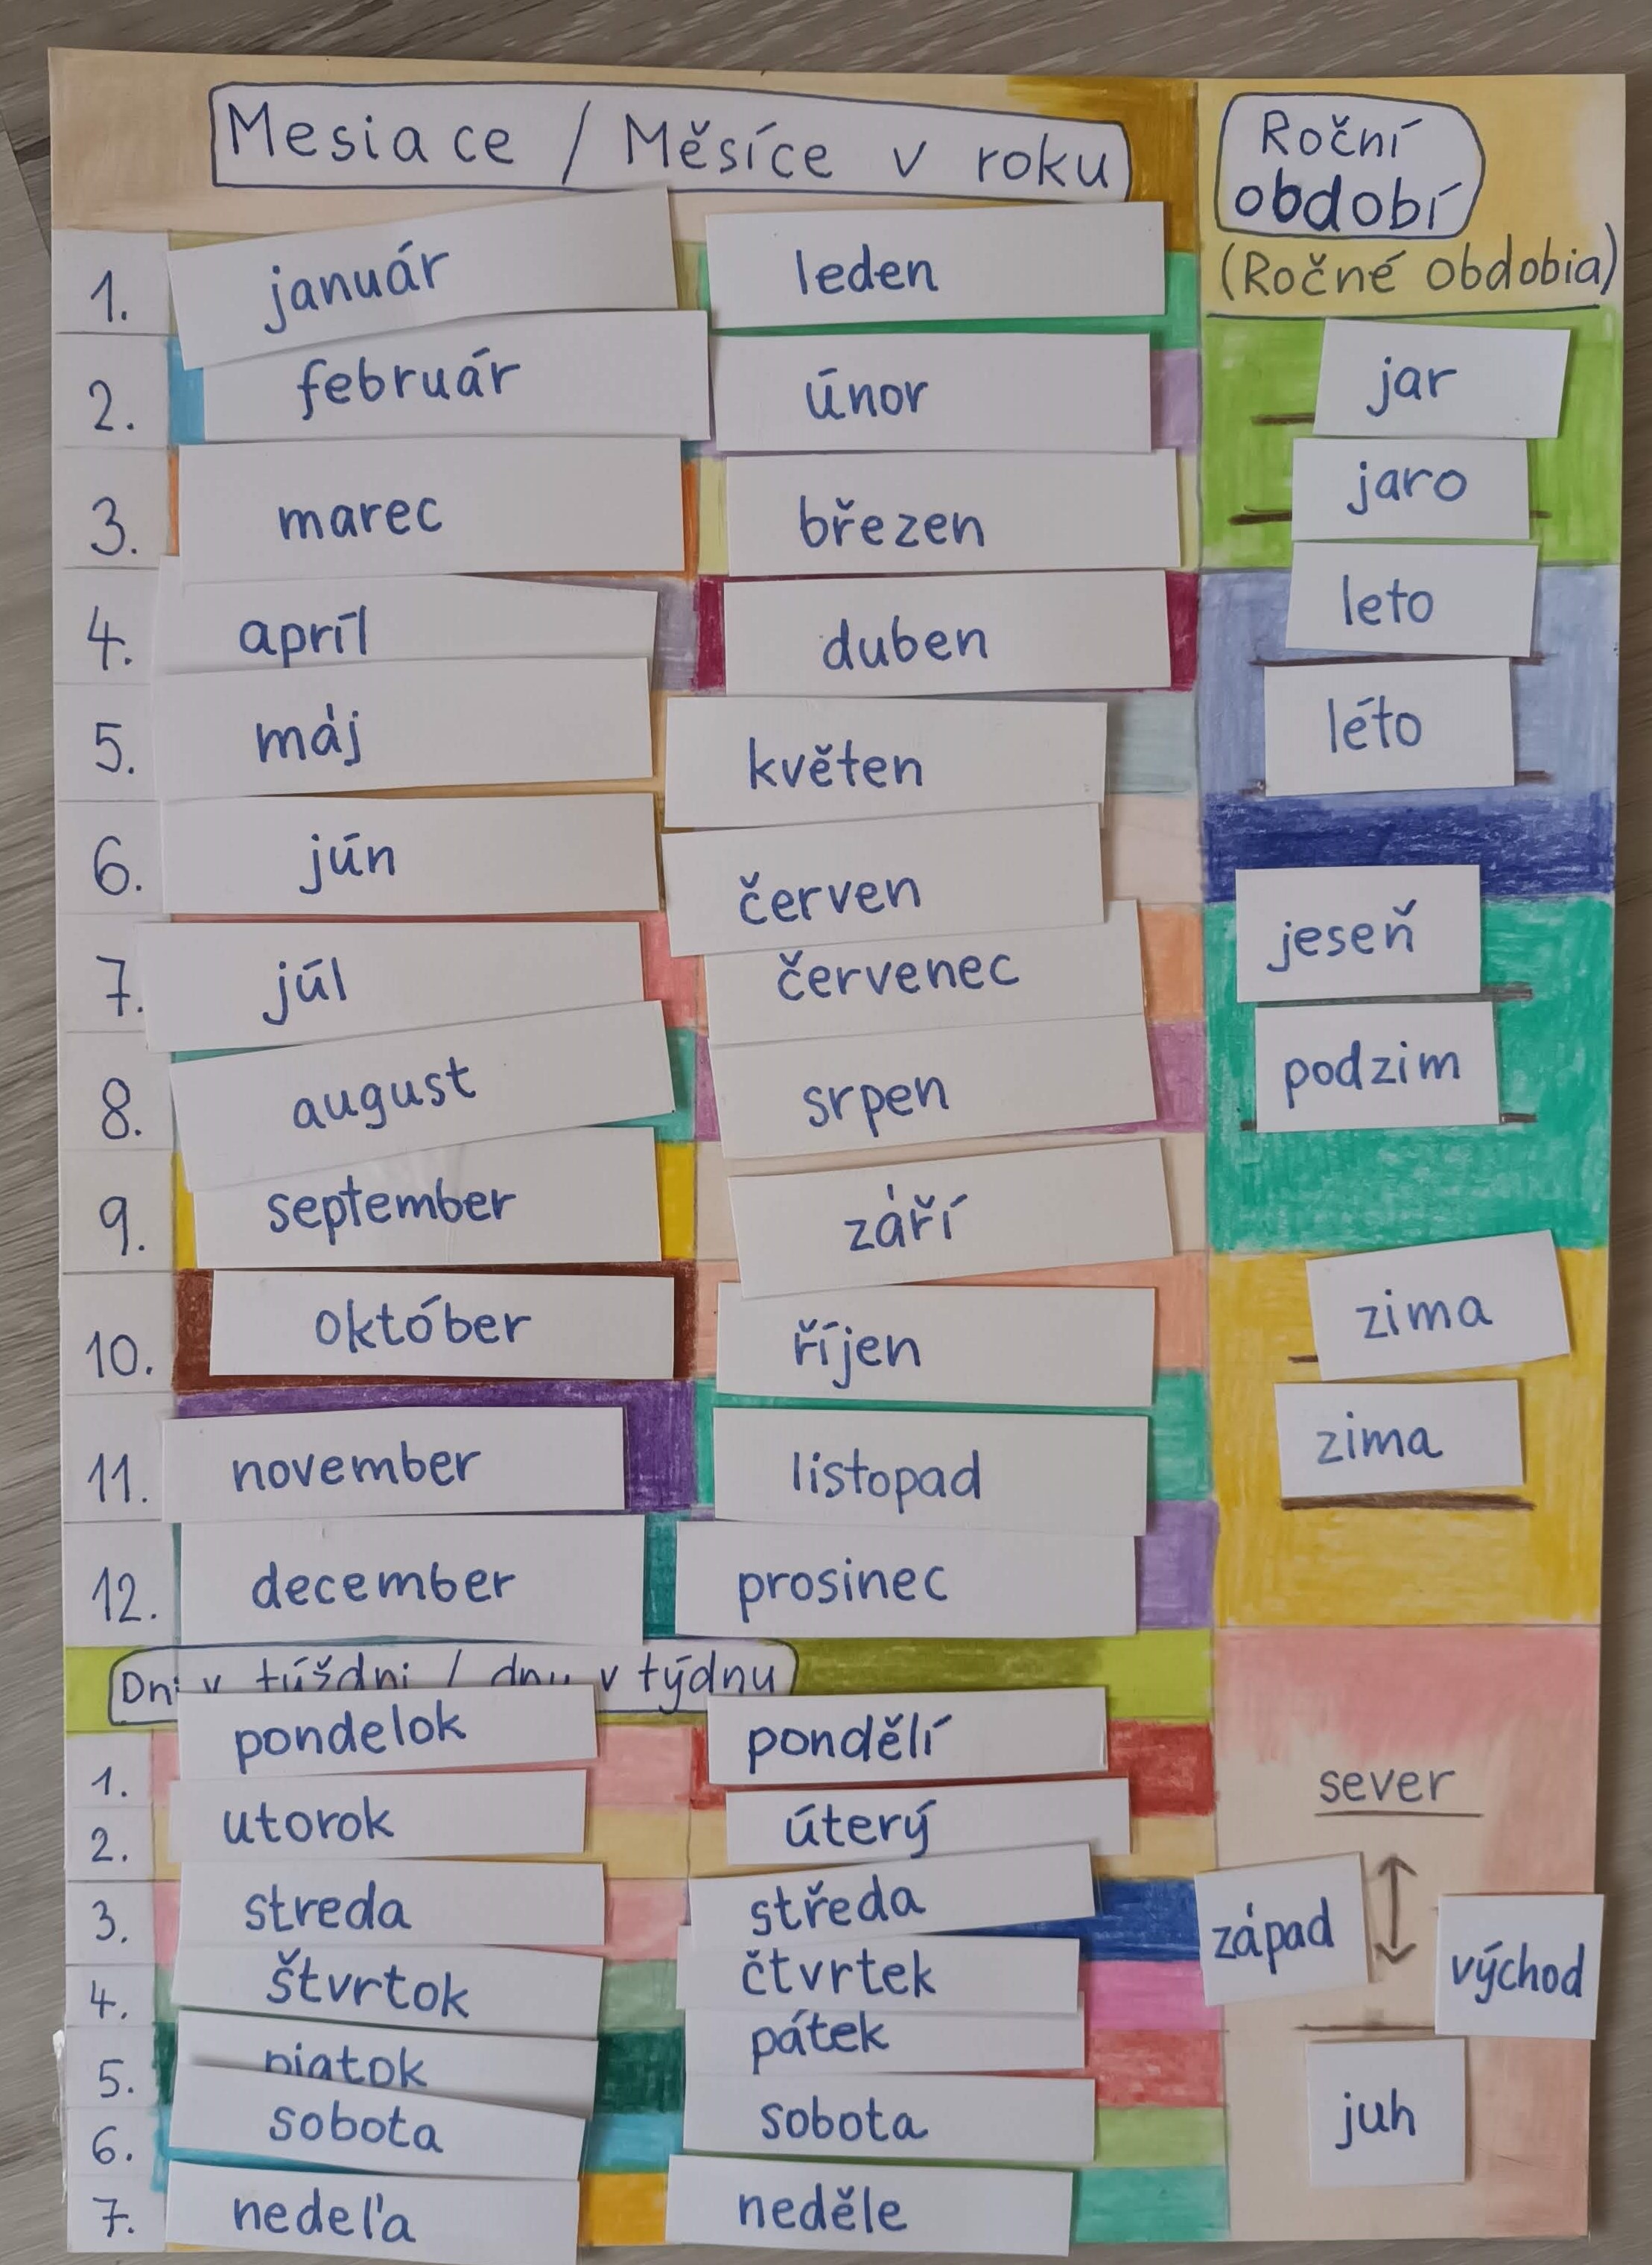 Mesiace / Měsíce v roku
1. január leden
2. február únor
3. marec březen
4. apríl duben
5. máj květen
6. jún červen
7. júl červenec
8. august srpen
9. september září
10. október říjen
11. november listopad
12. december prosinec
Dni v túždni / dny v týdnu
1. pondelok pondělí
2. utorok úterý
3. streda středa
4. štvrtok čtvrtek
5. piatok pátek
6. sobota sobota
7. nedeľa neděle
Roční
období
(Ročné obdobia)
jar
jaro
leto
léto
jeseň
podzim
zima
zima
sever
západ východ
juh